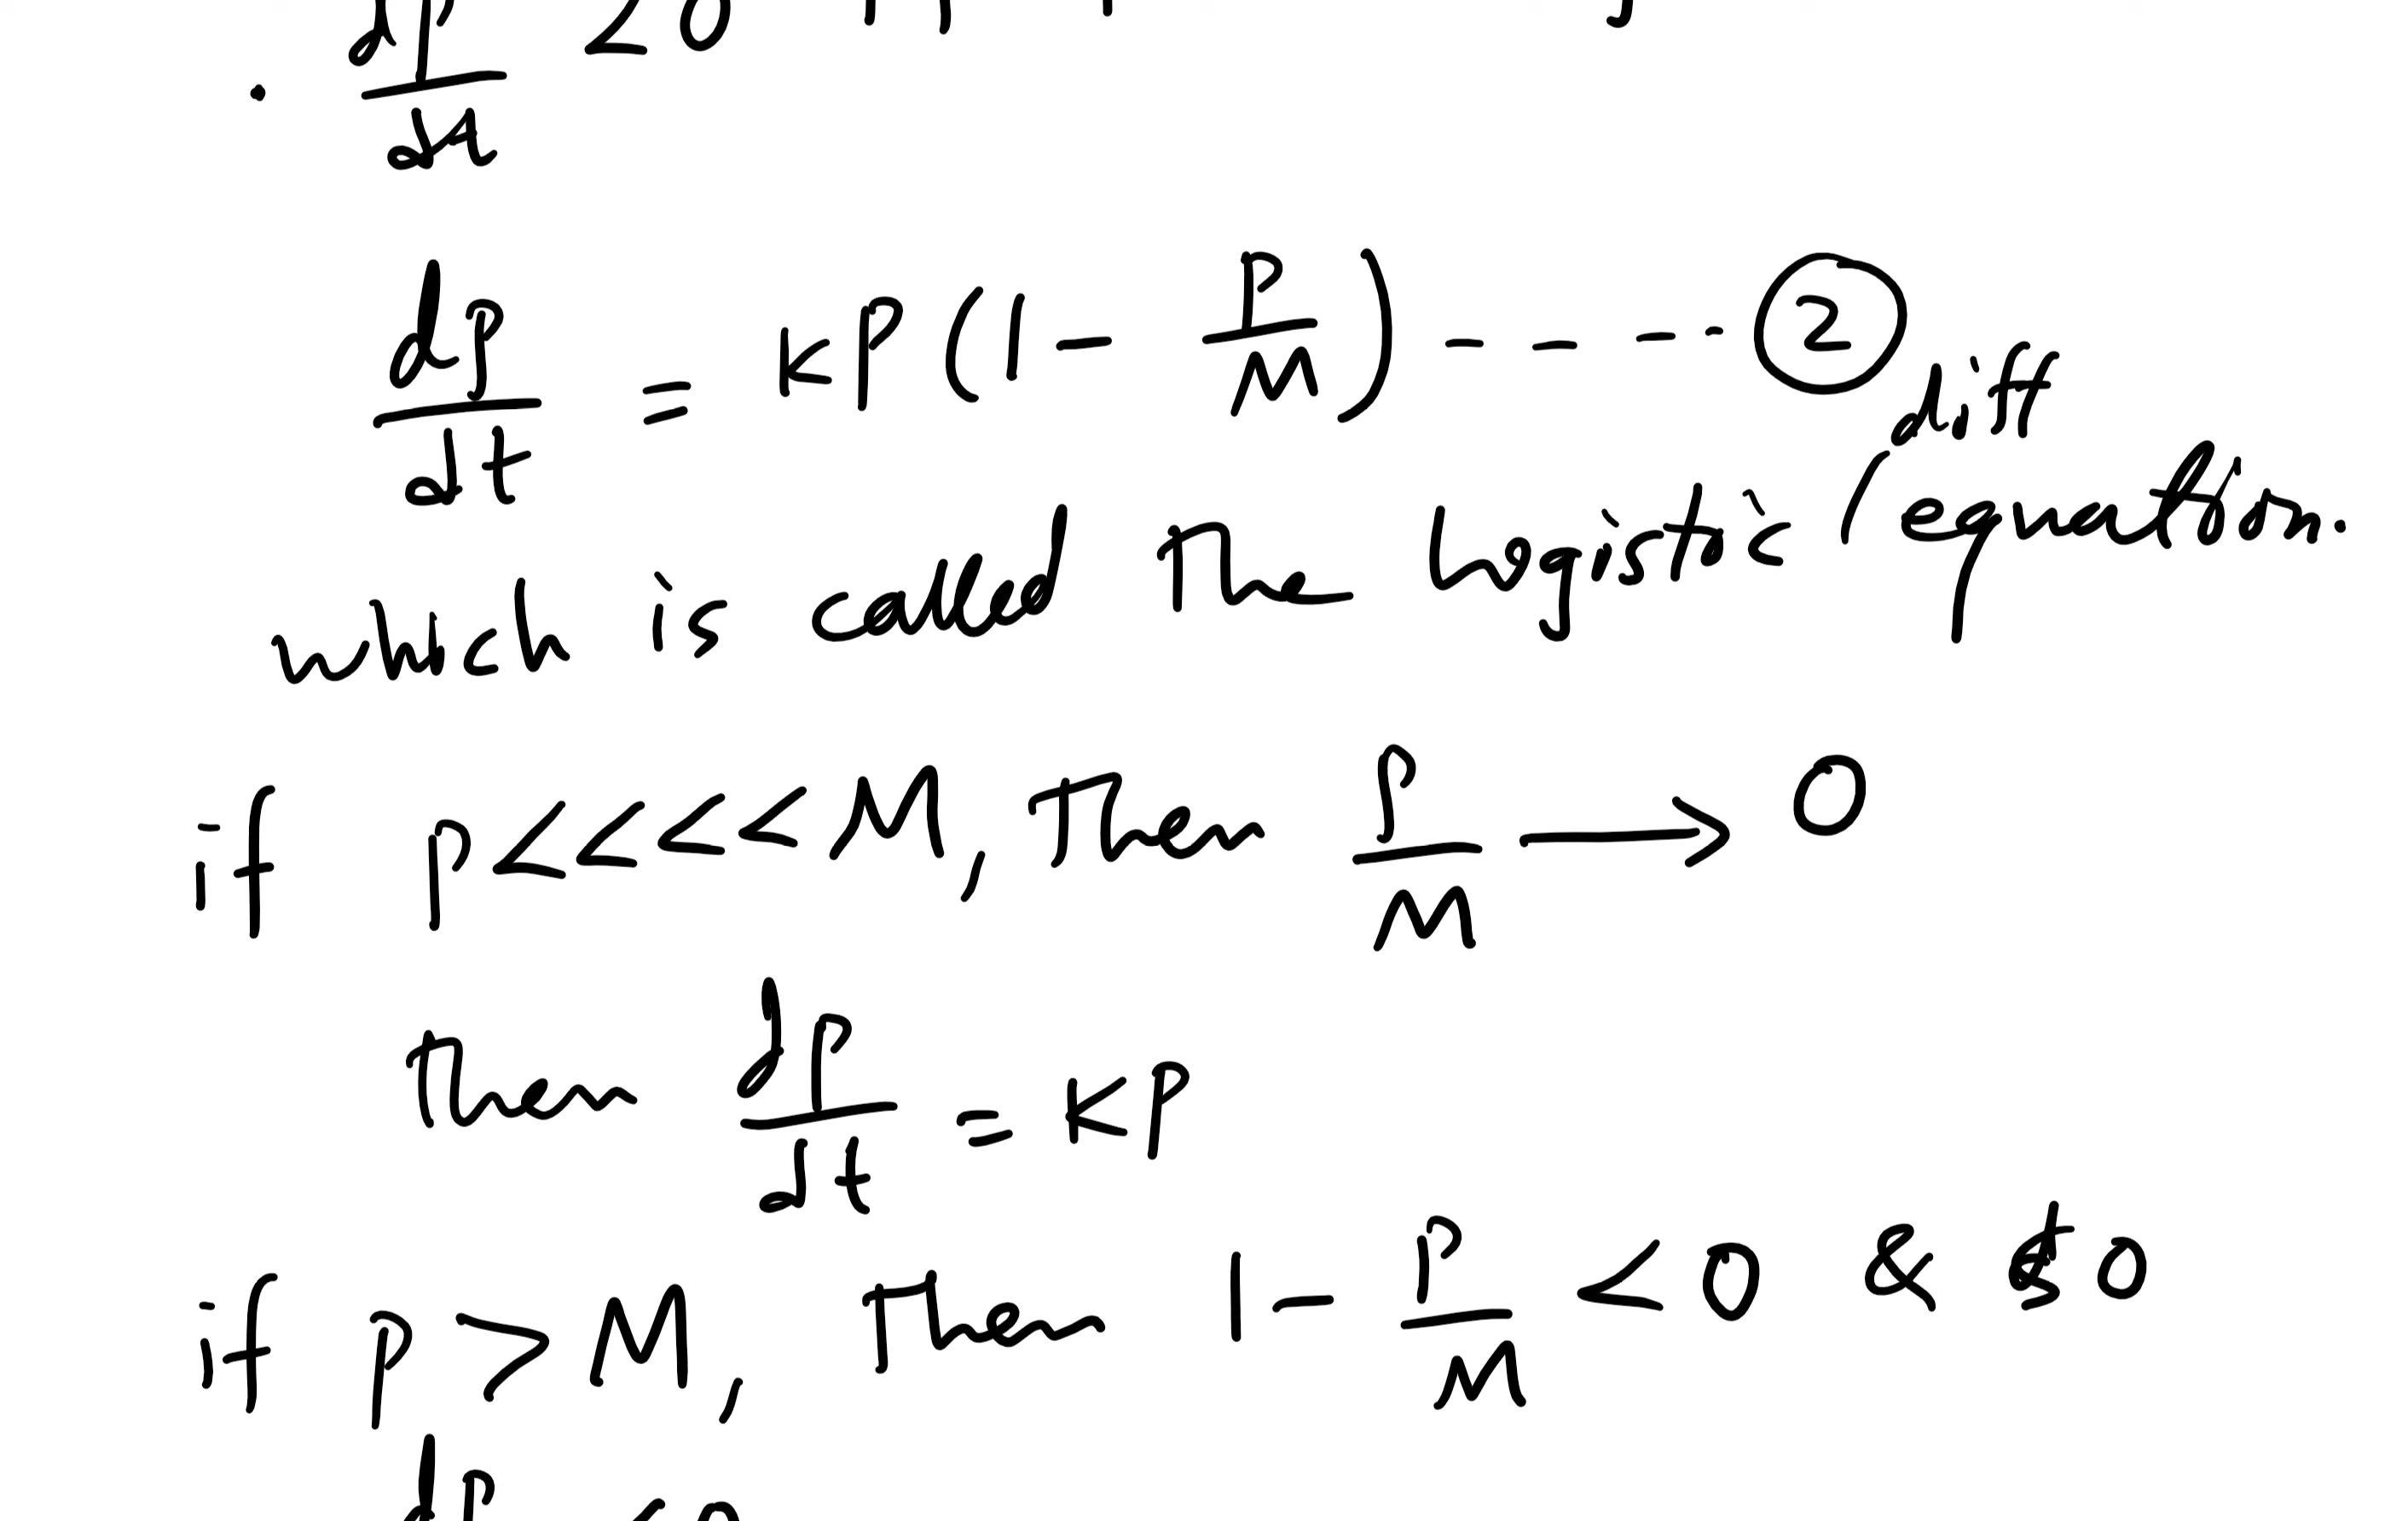 . dP/dt < 0
dP/dt = KP(1 - P/M) - - - - ②
which is called the Logistic (diff equation.
if P <<<< M, Then P/M → 0
Then dP/dt = KP
if P > M, Then 1 - P/M < 0 & 0
dP < 0